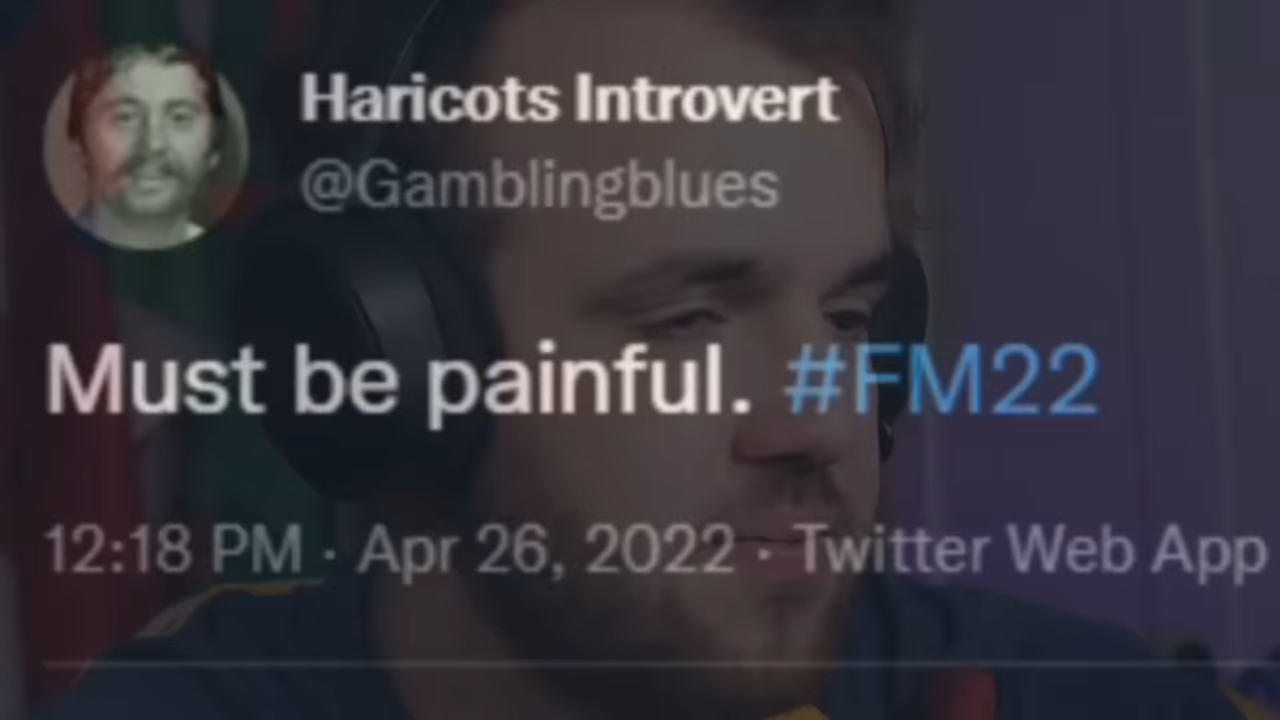 Haricots Introvert
@Gamblingblues
Must be painful. #FM22
12:18 PM · Apr 26, 2022 · Twitter Web App